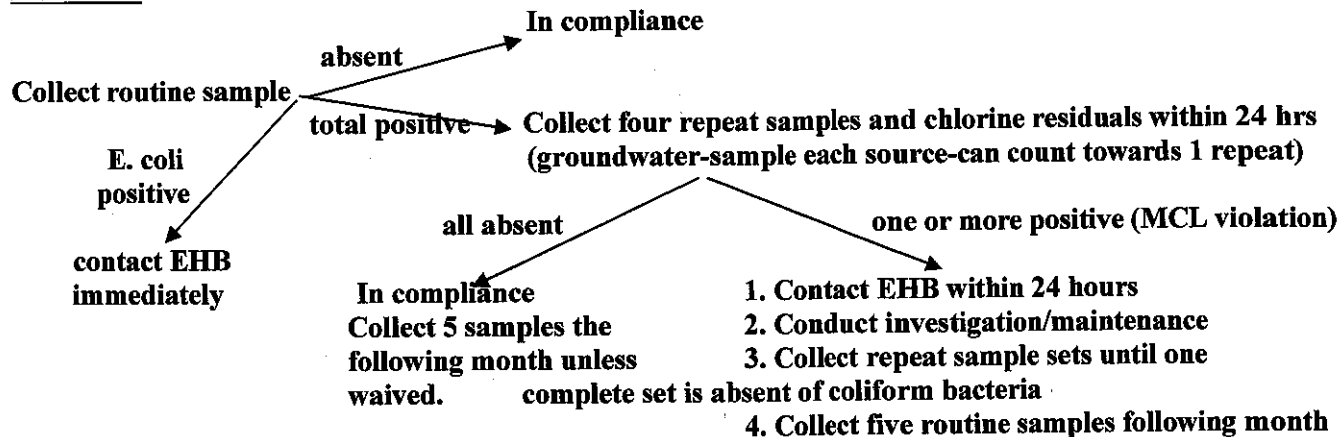 In compliance
absent
Collect routine sample
total positive
Collect four repeat samples and chlorine residuals within 24 hrs
(groundwater-sample each source-can count towards 1 repeat)
E. coli
positive
contact EHB
immediately
all absent
one or more positive (MCL violation)
In compliance
Collect 5 samples the
following month unless
waived.
1. Contact EHB within 24 hours
2. Conduct investigation/maintenance
3. Collect repeat sample sets until one
complete set is absent of coliform bacteria
4. Collect five routine samples following month